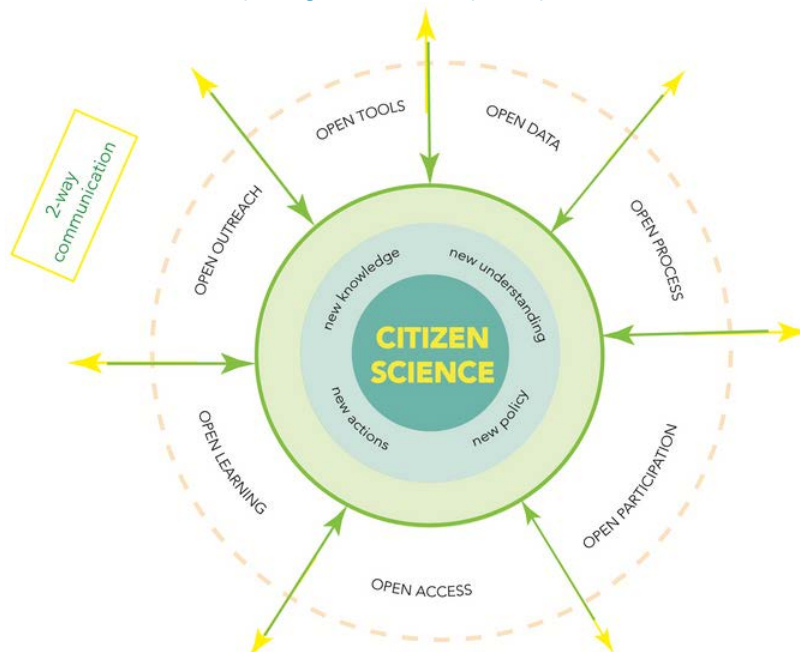 OPEN TOOLS
OPEN DATA
2-way
communication
OPEN OUTREACH
OPEN PROCESS
new knowledge
new understanding
CITIZEN
SCIENCE
new actions
new policy
OPEN LEARNING
OPEN PARTICIPATION
OPEN ACCESS